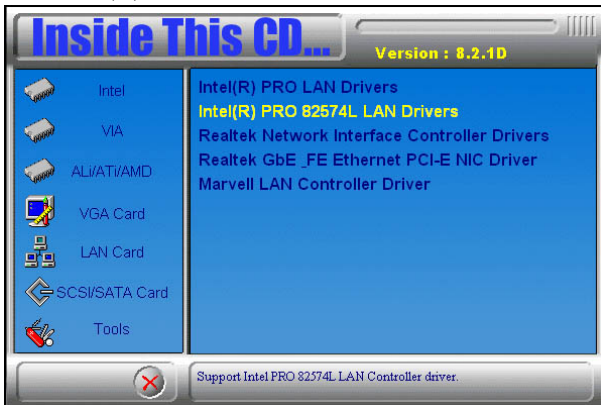 Inside This CD...
Version : 8.2.1D
Intel
VIA
ALi/ATi/AMD
VGA Card
LAN Card
SCSI/SATA Card
Tools
Intel(R) PRO LAN Drivers
Intel(R) PRO 82574L LAN Drivers
Realtek Network Interface Controller Drivers
Realtek GbE_FE Ethernet PCI-E NIC Driver
Marvell LAN Controller Driver
Support Intel PRO 82574L LAN Controller driver.